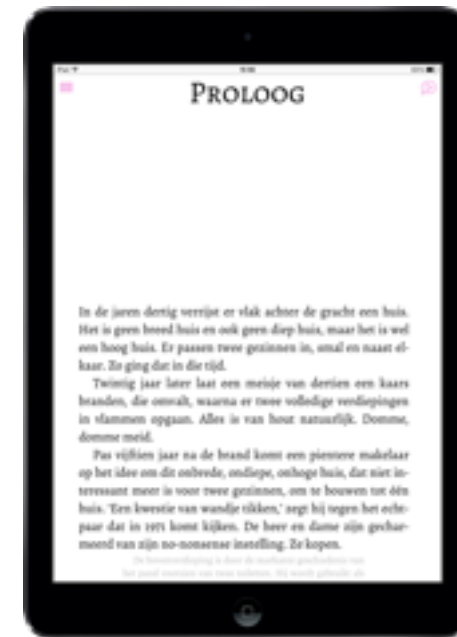 PROLOOG
In de jaren dertig verrijst er vlak achter de gracht een huis.
Het is geen breed huis en ook geen diep huis, maar het is wel
een hoog huis. Er passen twee gezinnen in, smal en naast el-
kaar. Zo ging dat in die tijd.
Twintig jaar later laat een meisje van dertien een kaars
branden, die omvalt, waarna er twee volledige verdiepingen
in vlammen opgaan. Alles is van hout natuurlijk. Domme,
domme meid.
Pas vijftien jaar na de brand komt een pientere makelaar
op het idee om dit onbrede, ondiepe, onhoge huis, dat niet in-
teressant meer is voor twee gezinnen, om te bouwen tot één
huis. 'Een kwestie van wandje tikken,' zegt hij tegen het echt-
paar dat in 1971 komt kijken. De heer en dame zijn gechar-
meerd van zijn no-nonsense instelling. Ze kopen.